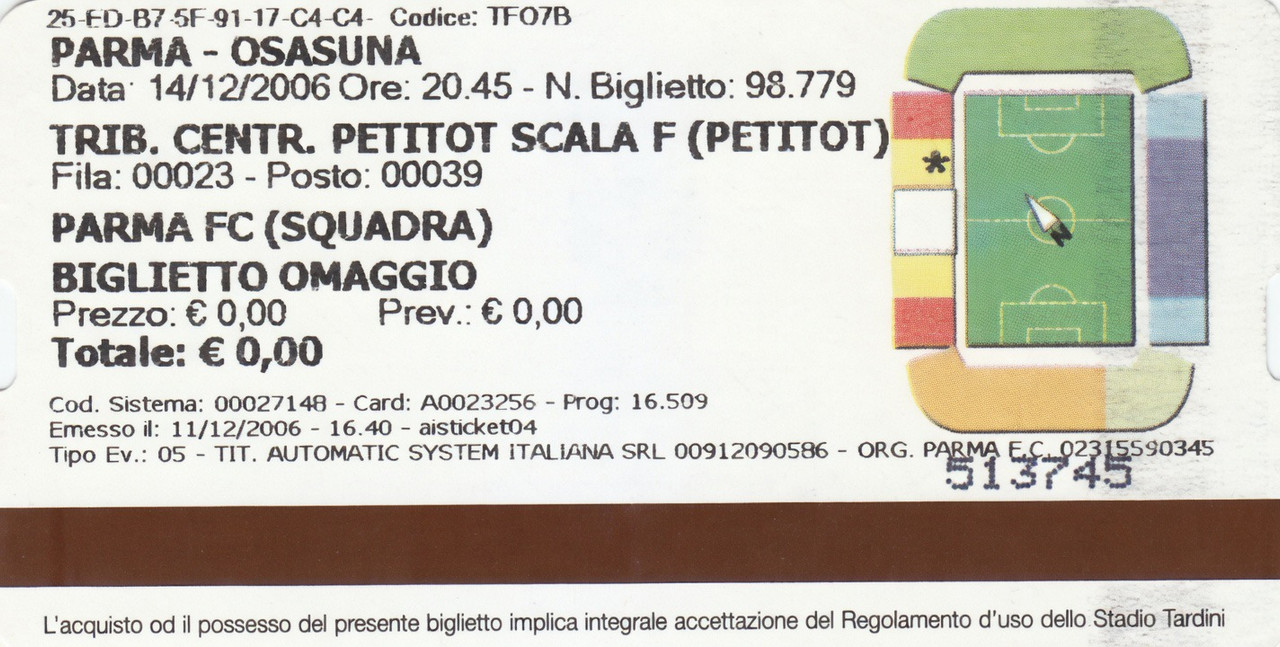 25-ED-B7-5F-91-17-C4-C4- Codice: TFO7B
PARMA - OSASUNA
Data: 14/12/2006 Ore: 20.45 - N. Biglietto: 98.779
TRIB. CENTR. PETITOT SCALA F (PETITOT)
Fila: 00023 - Posto: 00039
PARMA FC (SQUADRA)
BIGLIETTO OMAGGIO
Prezzo: € 0,00 Prev.: € 0,00
Totale: € 0,00
Cod. Sistema: 00027148 - Card: A0023256 - Prog: 16.509
Emesso il: 11/12/2006 - 16.40 - aisticket04
Tipo Ev.: 05 - TIT. AUTOMATIC SYSTEM ITALIANA SRL 00912090586 - ORG. PARMA F.C. 02315590345
513745
N
L'acquisto od il possesso del presente biglietto implica integrale accettazione del Regolamento d'uso dello Stadio Tardini